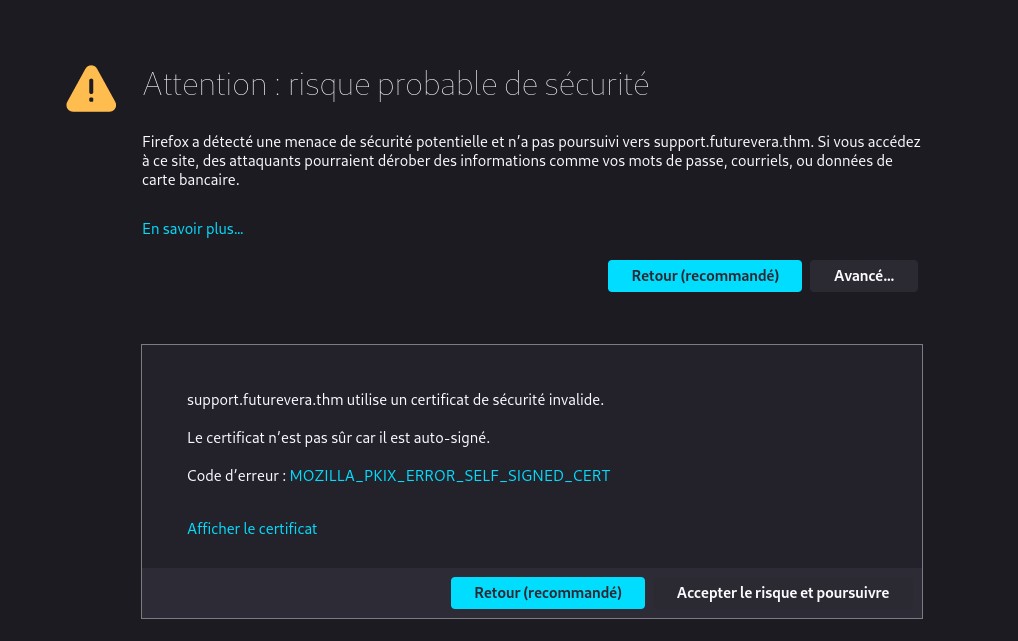 Attention : risque probable de sécurité
Firefox a détecté une menace de sécurité potentielle et n’a pas poursuivi vers support.futurevera.thm. Si vous accédez
à ce site, des attaquants pourraient dérober des informations comme vos mots de passe, courriels, ou données de
carte bancaire.
En savoir plus…
Retour (recommandé) Avancé…
support.futurevera.thm utilise un certificat de sécurité invalide.
Le certificat n’est pas sûr car il est auto-signé.
Code d’erreur : MOZILLA_PKIX_ERROR_SELF_SIGNED_CERT
Afficher le certificat
Retour (recommandé) Accepter le risque et poursuivre